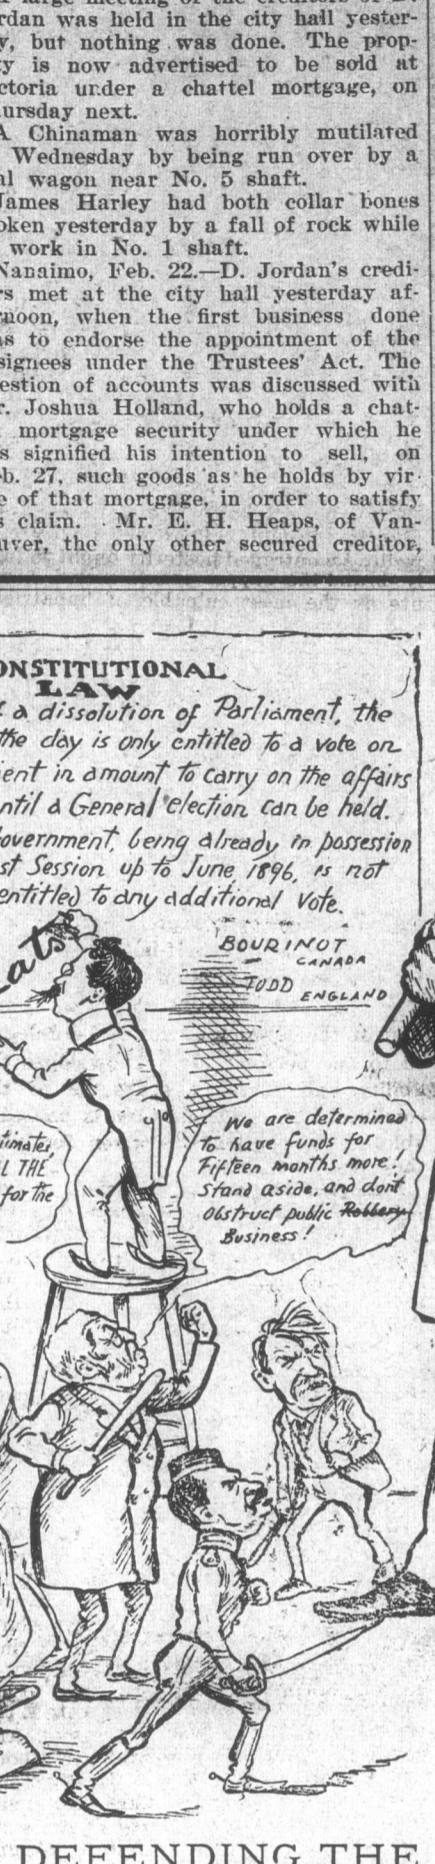 large meeting of the creditors of D.
rdan was held in the city hall yester-
y, but nothing was done. The prop-
ty is now advertised to be sold at
ctoria under a chattel mortgage, on
ursday next.
A Chinaman was horribly mutilated
Wednesday by being run over by a
al wagon near No. 5 shaft.
James Harley had both collar bones
oken yesterday by a fall of rock while
work in No. 1 shaft.
Nanaimo, Feb. 22.—D. Jordan's credi-
rs met at the city hall yesterday af-
rnoon, when the first business done
as to endorse the appointment of the
signees under the Trustees' Act. The
estion of accounts was discussed with
r. Joshua Holland, who holds a chat-
mortgage security under which he
s signified his intention to sell, on
eb. 27, such goods as he holds by vir-
e of that mortgage, in order to satisfy
s claim. Mr. E. H. Heaps, of Van-
uver, the only other secured creditor,
ONSTITUTIONAL
LAW
f a dissolution of Parliament, the
the day is only entitled to a vote on
ent in amount to carry on the affairs
ntil a General election can be held.
overnment, being already in possession
st Session up to June 1896, is not
entitled to any additional Vote.
BOURINOT
CANADA
TODD
ENGLAND
ats
timates,
LL THE
for the
We are determined
to have funds for
Fifteen months more!
Stand aside, and dont
Obstruct public Robbery
Business!
DEFENDING THE